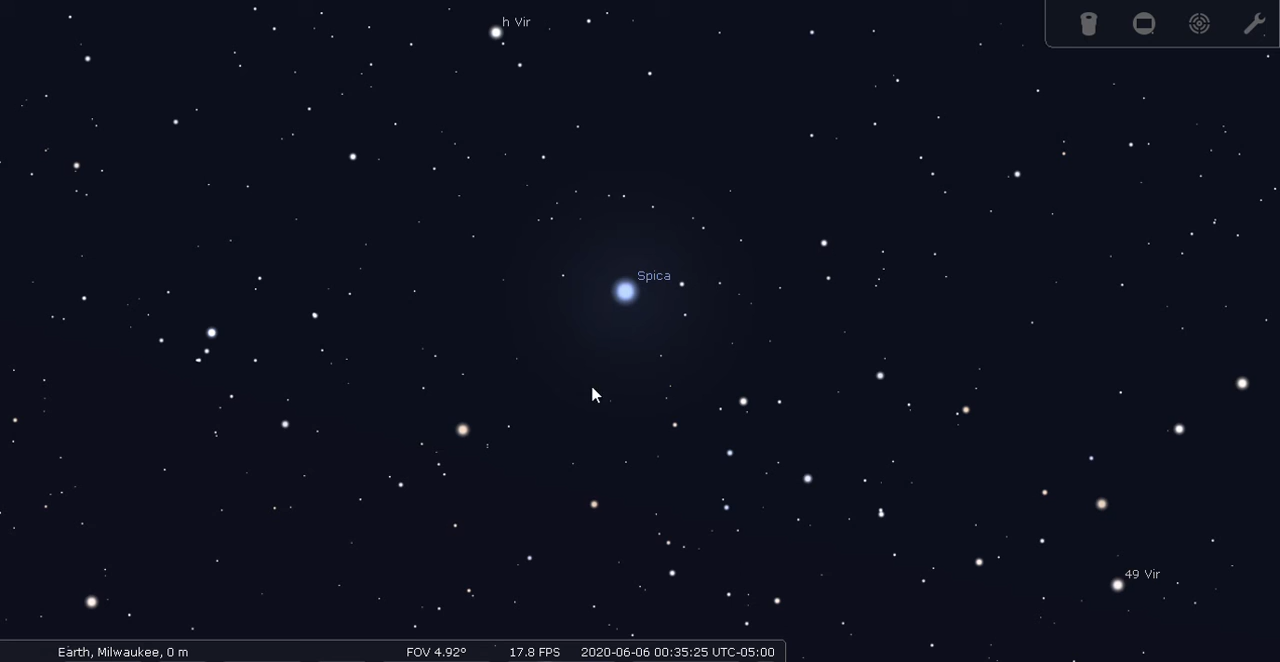 h Vir
Spica
49 Vir
Earth, Milwaukee, 0 m FOV 4.92° 17.8 FPS 2020-06-06 00:35:25 UTC-05:00